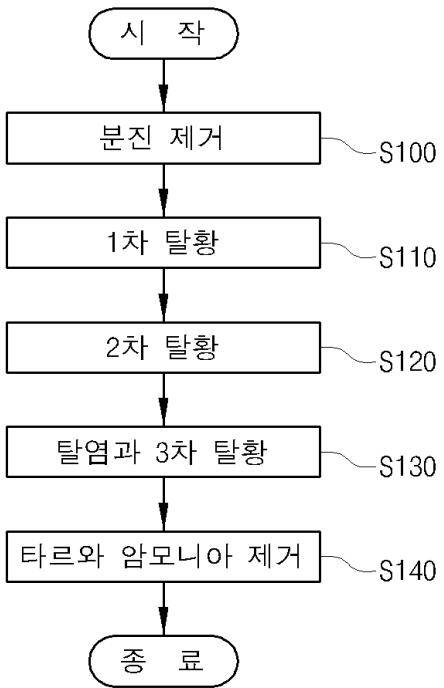 시 작
분진 제거
S100
1차 탈황
S110
2차 탈황
S120
탈염과 3차 탈황
S130
타르와 암모니아 제거
S140
종 료